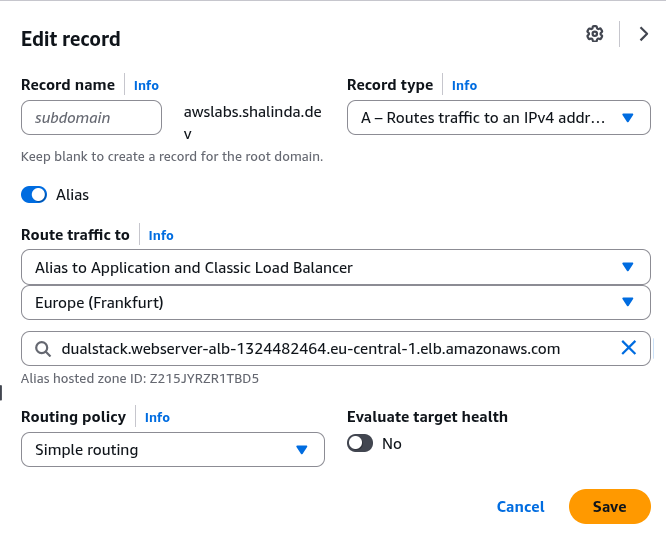 Edit record
Record name Info
subdomain
awslabs.shalinda.de
v
Keep blank to create a record for the root domain.
Record type Info
A – Routes traffic to an IPv4 addr...
Alias
Route traffic to Info
Alias to Application and Classic Load Balancer
Europe (Frankfurt)
dualstack.webserver-alb-1324482464.eu-central-1.elb.amazonaws.com
Alias hosted zone ID: Z215JYRZR1TBD5
Routing policy Info
Simple routing
Evaluate target health
No
Cancel
Save